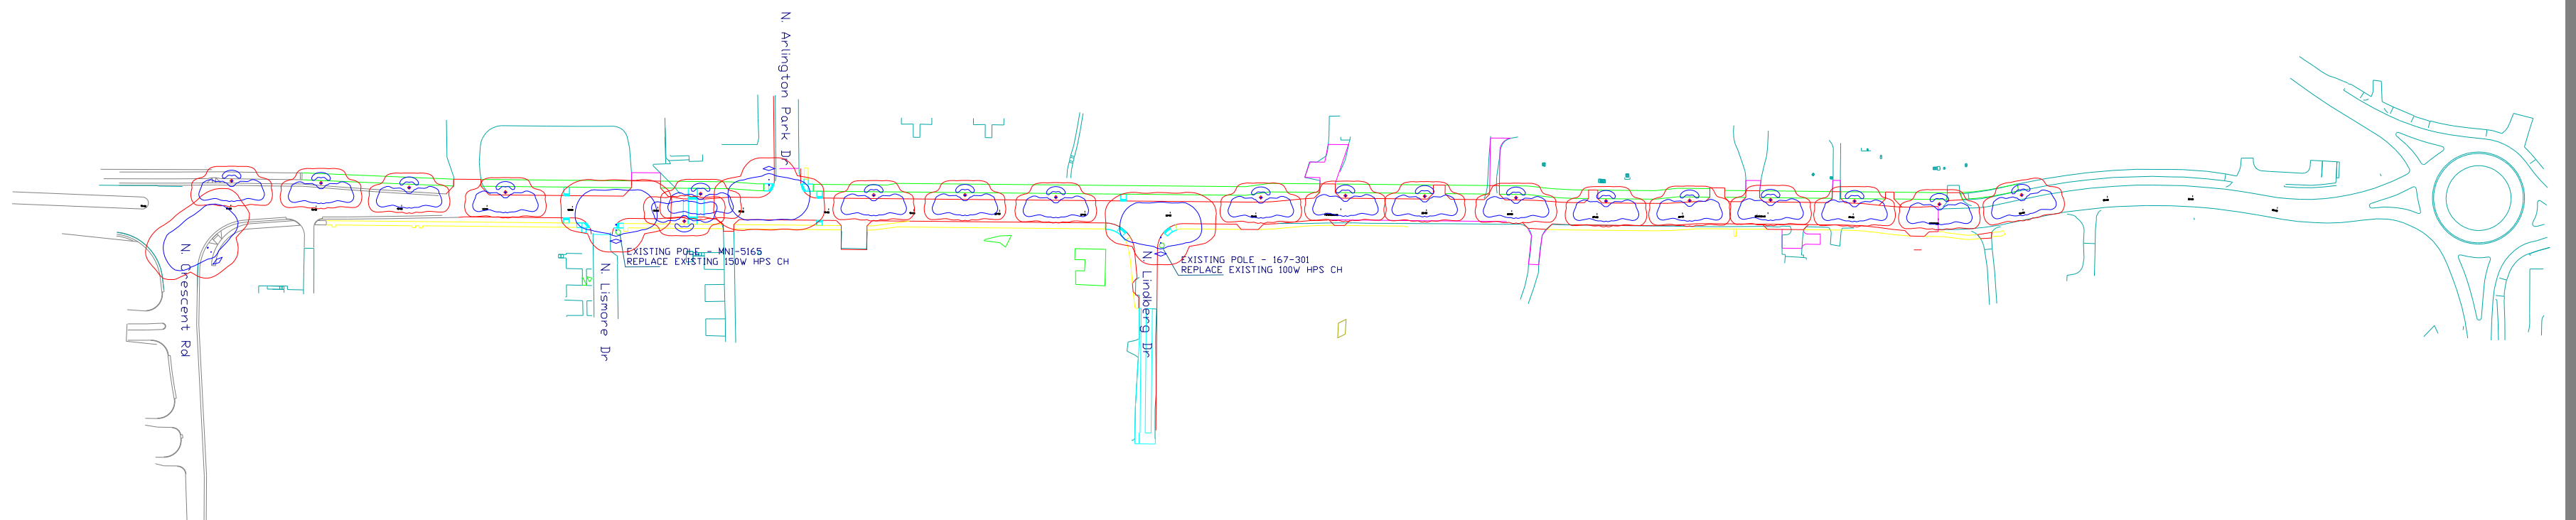 N. Arlington Park Dr
N. Crescent Rd
N. Lismore Dr
EXISTING POLE - MNI-5165
REPLACE EXISTING 150W HPS CH
N. Lindberg Dr
EXISTING POLE - 167-301
REPLACE EXISTING 100W HPS CH